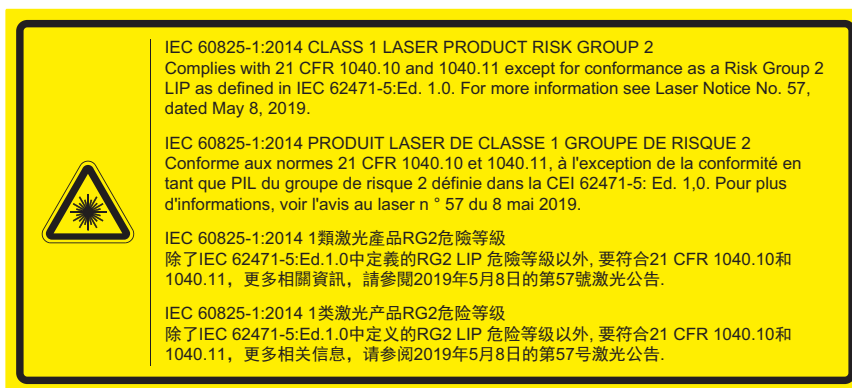 IEC 60825-1:2014 CLASS 1 LASER PRODUCT RISK GROUP 2
Complies with 21 CFR 1040.10 and 1040.11 except for conformance as a Risk Group 2
LIP as defined in IEC 62471-5:Ed. 1.0. For more information see Laser Notice No. 57,
dated May 8, 2019.
IEC 60825-1:2014 PRODUIT LASER DE CLASSE 1 GROUPE DE RISQUE 2
Conforme aux normes 21 CFR 1040.10 et 1040.11, à l'exception de la conformité en
tant que PIL du groupe de risque 2 définie dans la CEI 62471-5: Ed. 1,0. Pour plus
d'informations, voir l'avis au laser n ° 57 du 8 mai 2019.
IEC 60825-1:2014 1類激光產品RG2危險等級
除了IEC 62471-5:Ed.1.0中定義的RG2 LIP 危險等級以外, 要符合21 CFR 1040.10和
1040.11，更多相關資訊，請參閱2019年5月8日的第57號激光公告.
IEC 60825-1:2014 1类激光产品RG2危险等级
除了IEC 62471-5:Ed.1.0中定义的RG2 LIP 危險等級以外, 要符合21 CFR 1040.10和
1040.11，更多相关信息，请参阅2019年5月8日的第57号激光公告.